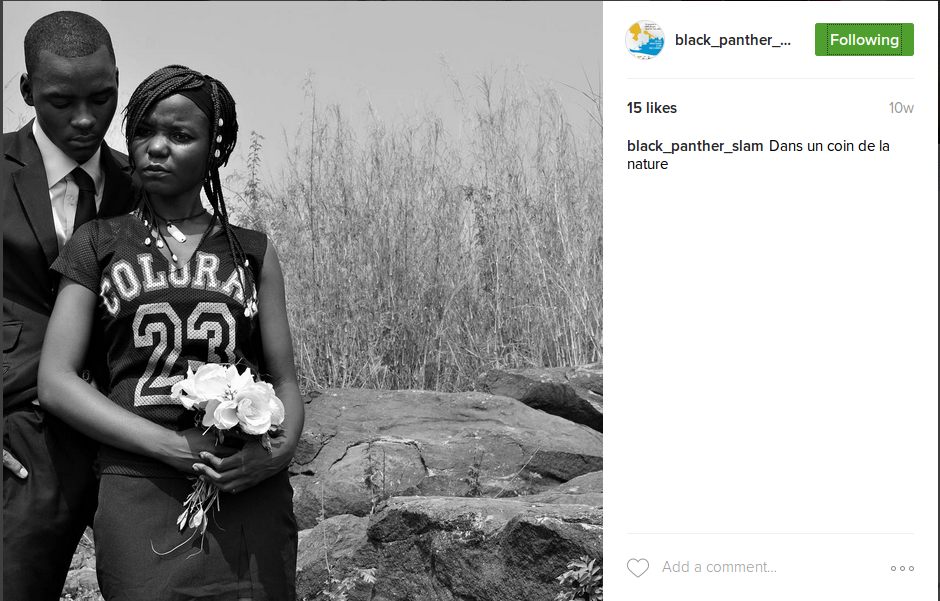 black_panther_...
Following
15 likes
10w
black_panther_slam Dans un coin de la
nature
COLORA
23
Add a comment...